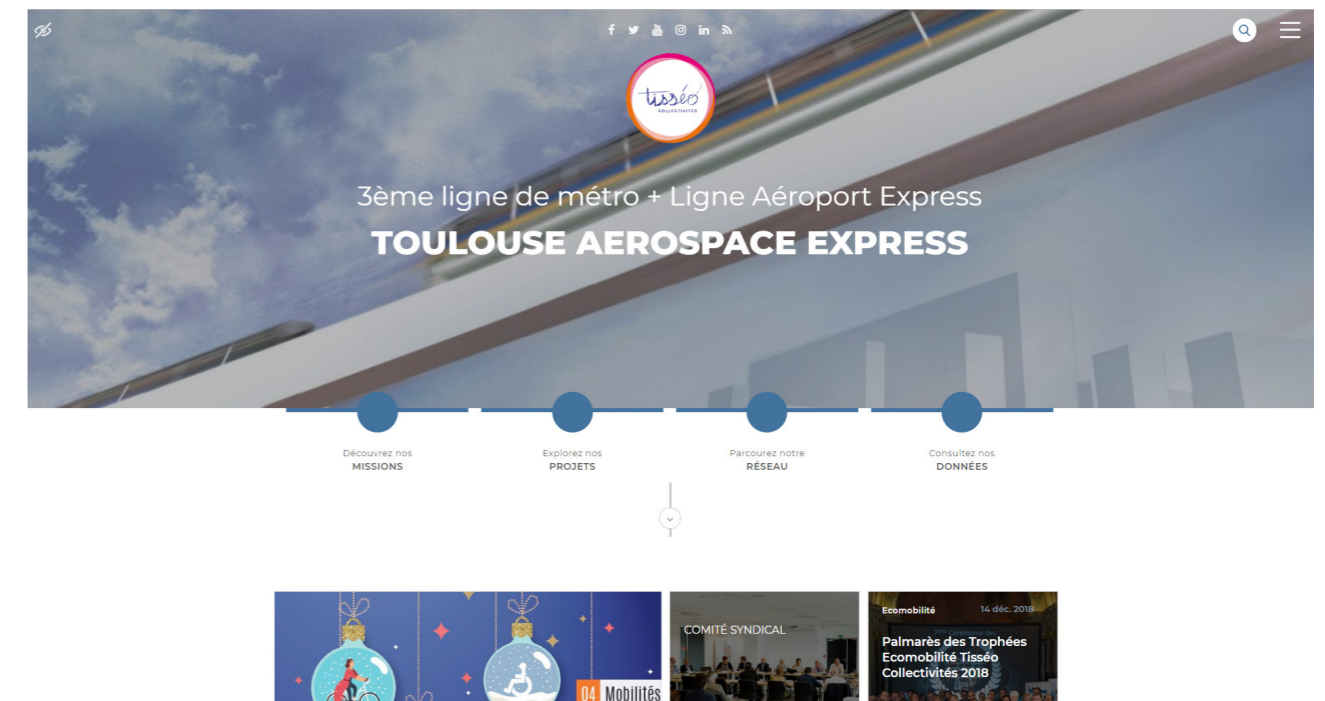 tisséo
COLLECTIVITÉS
3ème ligne de métro + Ligne Aéroport Express
TOULOUSE AEROSPACE EXPRESS
Découvrez nos
MISSIONS
Explorez nos
PROJETS
Parcourez notre
RÉSEAU
Consultez nos
DONNÉES
04 Mobilités
COMITÉ SYNDICAL
Ecomobilité 14 déc. 2018
Palmarès des Trophées
Ecomobilité Tisséo
Collectivités 2018